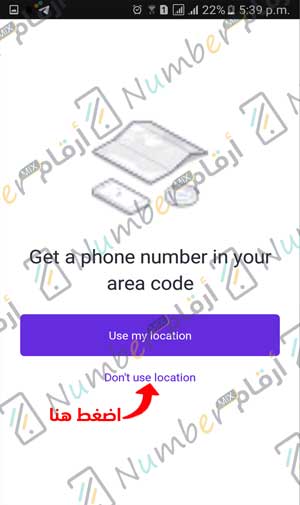 22% 5:39 p.m.
Number MIX أرقام
Get a phone number in your
area code
Use my location
Don't use location
اضغط هنا